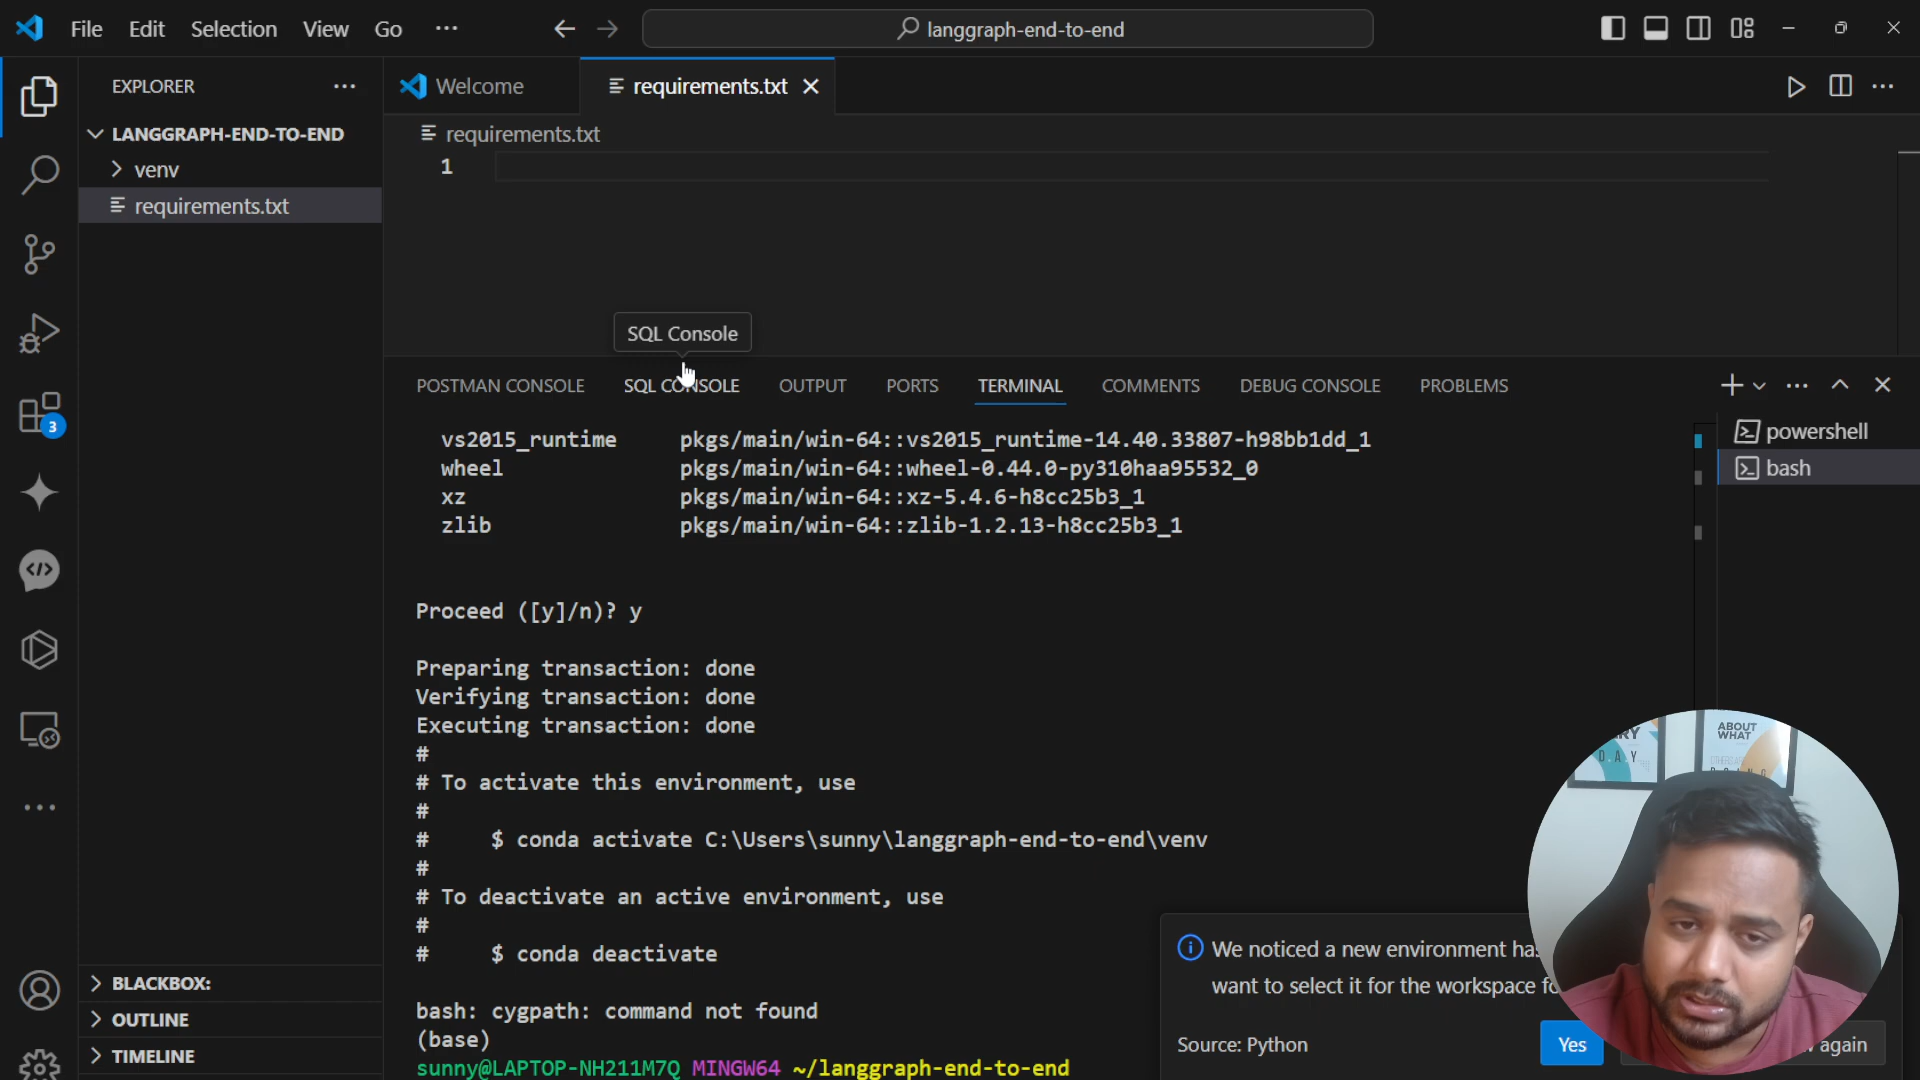 File Edit Selection View Go ···
langgraph-end-to-end
EXPLORER
LANGGRAPH-END-TO-END
venv
requirements.txt
Welcome
requirements.txt
requirements.txt
1
SQL Console
POSTMAN CONSOLE SQL CONSOLE OUTPUT PORTS TERMINAL COMMENTS DEBUG CONSOLE PROBLEMS
powershell
bash
vs2015_runtime pkgs/main/win-64::vs2015_runtime-14.40.33807-h98bb1dd_1
wheel pkgs/main/win-64::wheel-0.44.0-py310haa95532_0
xz pkgs/main/win-64::xz-5.4.6-h8cc25b3_1
zlib pkgs/main/win-64::zlib-1.2.13-h8cc25b3_1
Proceed ([y]/n)? y
Preparing transaction: done
Verifying transaction: done
Executing transaction: done
#
# To activate this environment, use
#
# $ conda activate C:\Users\sunny\langgraph-end-to-end\venv
#
# To deactivate an active environment, use
#
# $ conda deactivate
bash: cygpath: command not found
(base)
sunny@LAPTOP-NH211M7Q MINGW64 ~/langgraph-end-to-end
3
BLACKBOX:
OUTLINE
TIMELINE
We noticed a new environment has
want to select it for the workspace fo
Source: Python
Yes
again
ABOUT
WHAT
DAY